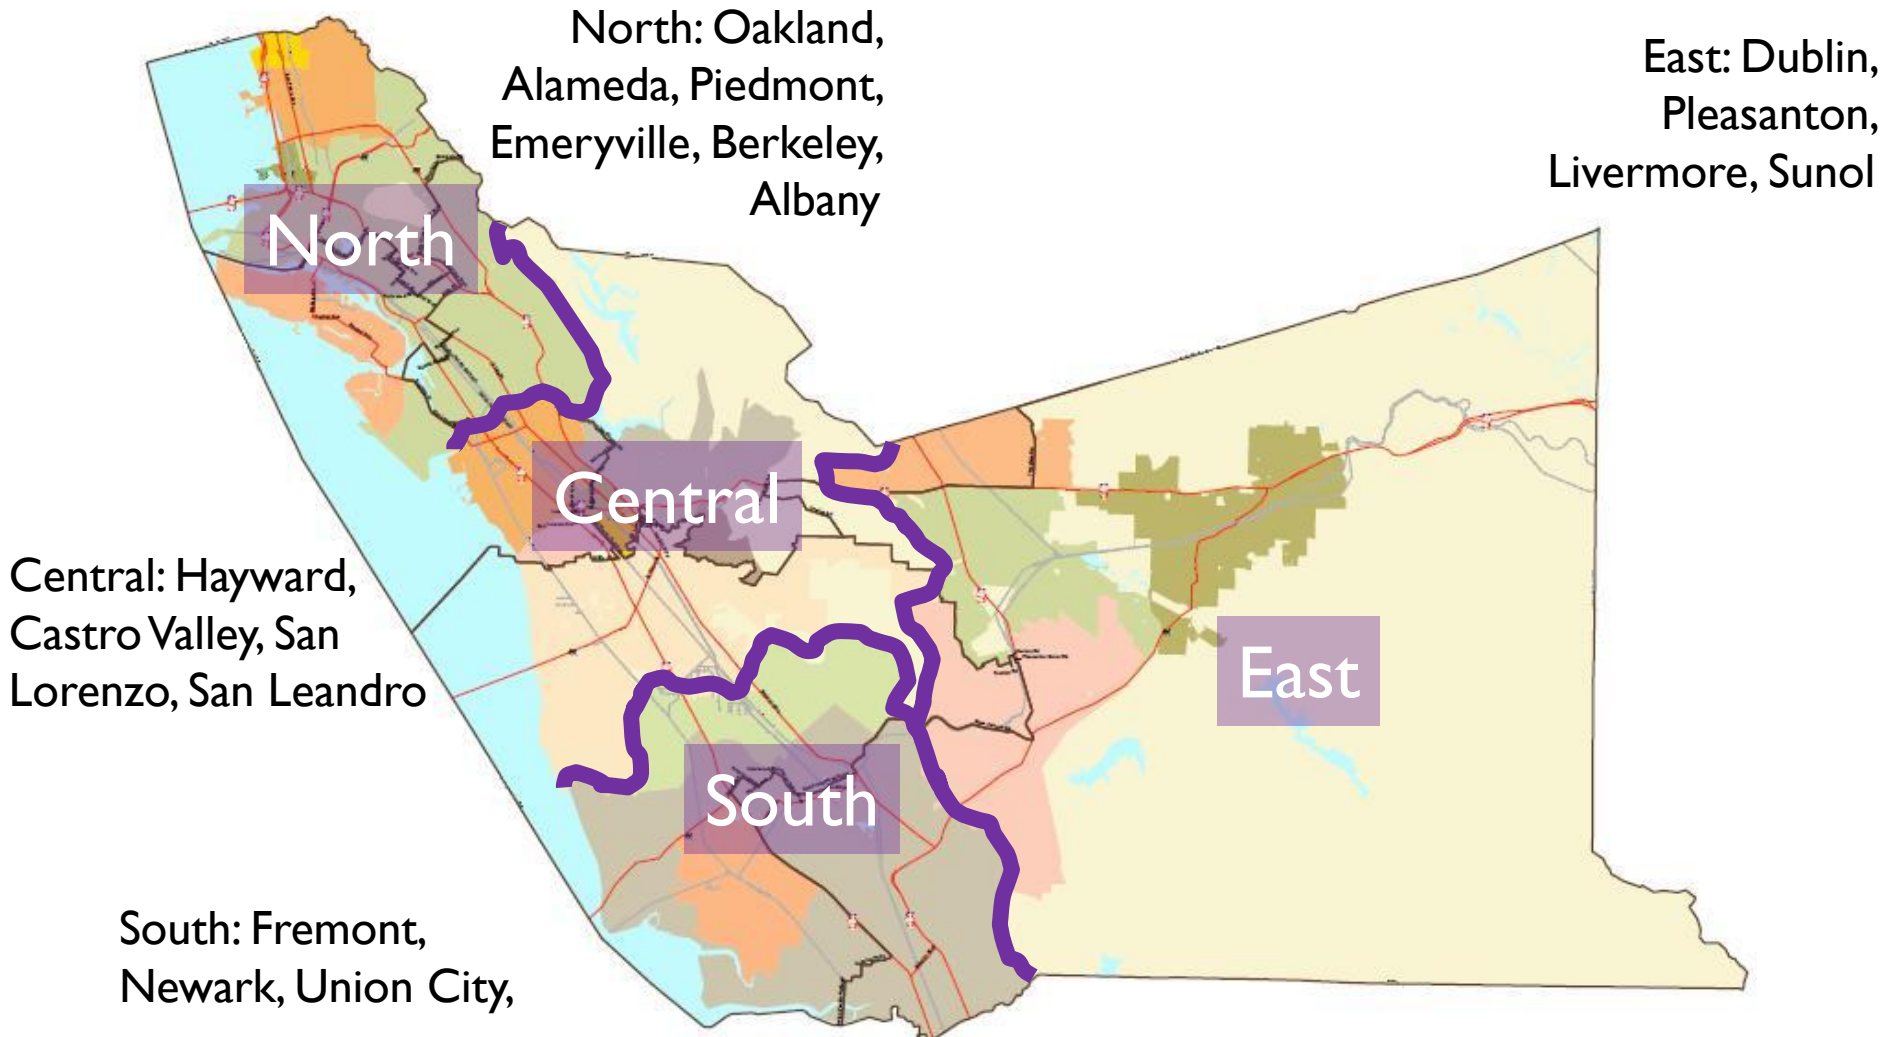 North: Oakland,
Alameda, Piedmont,
Emeryville, Berkeley,
Albany
East: Dublin,
Pleasanton,
Livermore, Sunol
North
Central
East
South
Central: Hayward,
Castro Valley, San
Lorenzo, San Leandro
South: Fremont,
Newark, Union City,